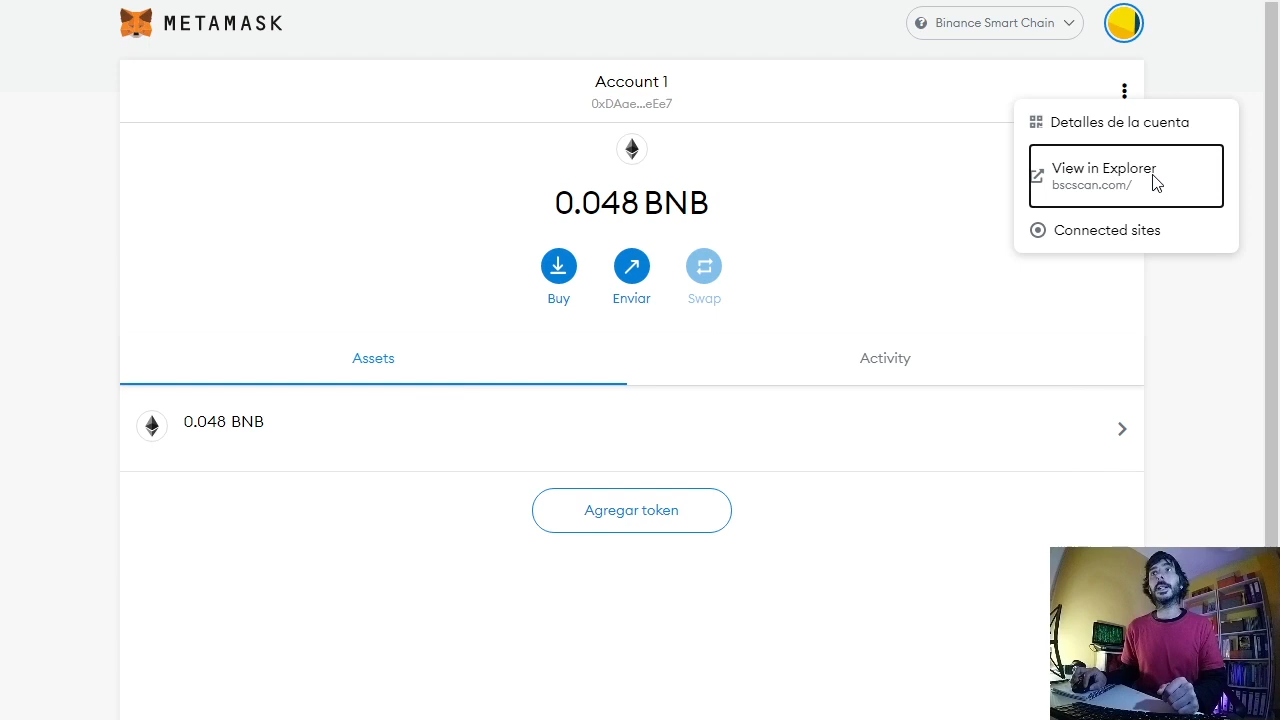 METAMASK
Binance Smart Chain
Account 1
0xDAae...eEe7
Detalles de la cuenta
View in Explorer
bscscan.com/
Connected sites
0.048 BNB
Buy
Enviar
Swap
Assets
Activity
0.048 BNB
Agregar token